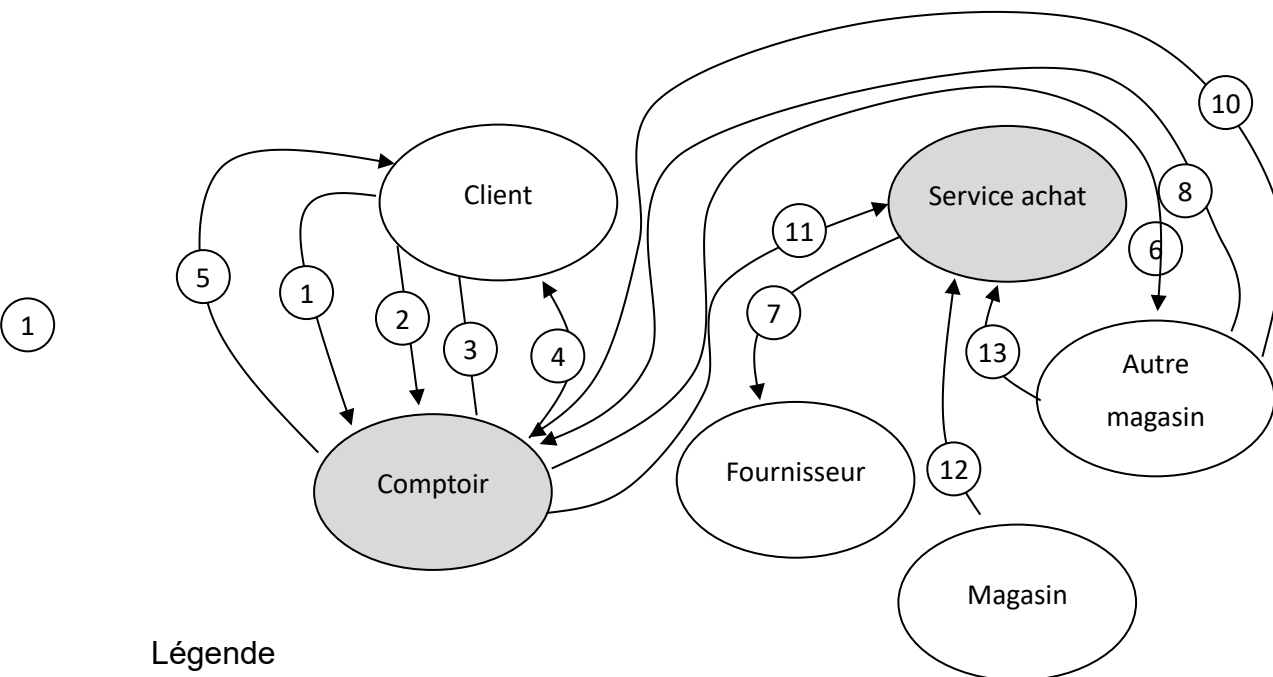 10
Client
Service achat
8
11
6
5
1
2
7
1
3
4
13
Autre
magasin
Fournisseur
12
Comptoir
Magasin
Légende